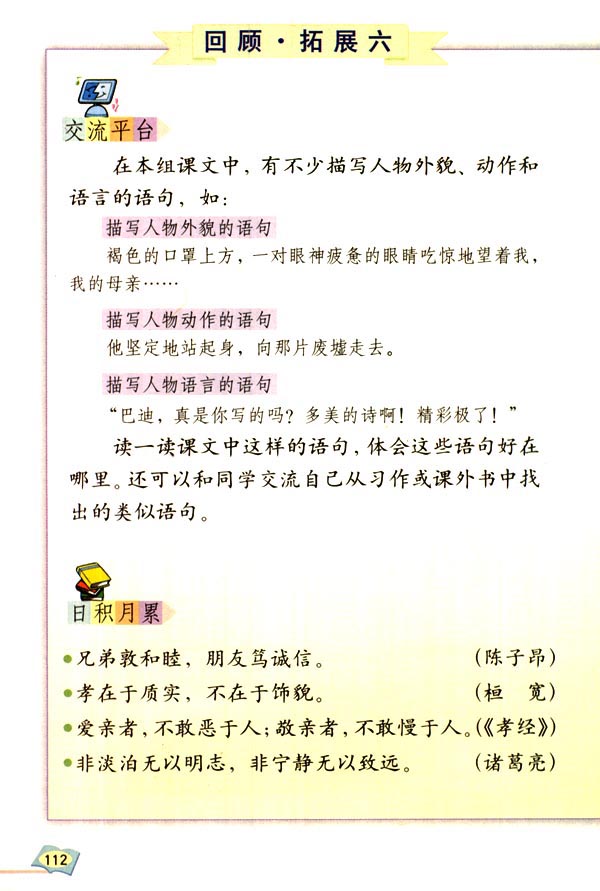 回顾·拓展六
交流平台
在本组课文中，有不少描写人物外貌、动作和
语言的语句，如：
描写人物外貌的语句
褐色的口罩上方，一对眼神疲惫的眼睛吃惊地望着我，
我的母亲……
描写人物动作的语句
他坚定地站起身，向那片废墟走去。
描写人物语言的语句
“巴迪，真是你写的吗？多美的诗啊！精彩极了！”
读一读课文中这样的语句，体会这些语句好在
哪里。还可以和同学交流自己从习作或课外书中找
出的类似语句。
日积月累
兄弟敦和睦，朋友笃诚信。（陈子昂）
孝在于质实，不在于饰貌。（桓 宽）
爱亲者，不敢恶于人；敬亲者，不敢慢于人。（《孝经》）
非淡泊无以明志，非宁静无以致远。（诸葛亮）
112